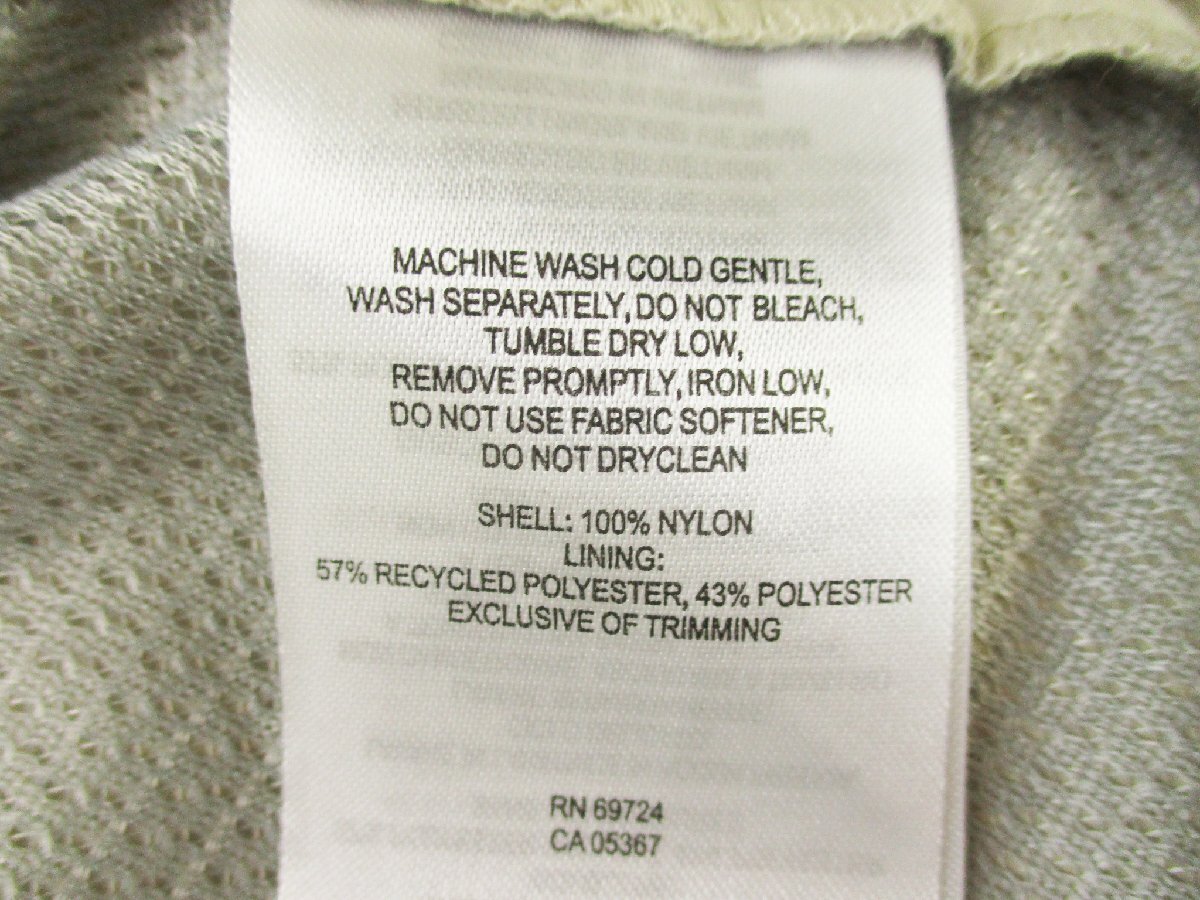 MACHINE WASH COLD GENTLE,
WASH SEPARATELY, DO NOT BLEACH,
TUMBLE DRY LOW,
REMOVE PROMPTLY, IRON LOW,
DO NOT USE FABRIC SOFTENER,
DO NOT DRYCLEAN
SHELL: 100% NYLON
LINING:
57% RECYCLED POLYESTER, 43% POLYESTER
EXCLUSIVE OF TRIMMING
RN 69724
CA 05367